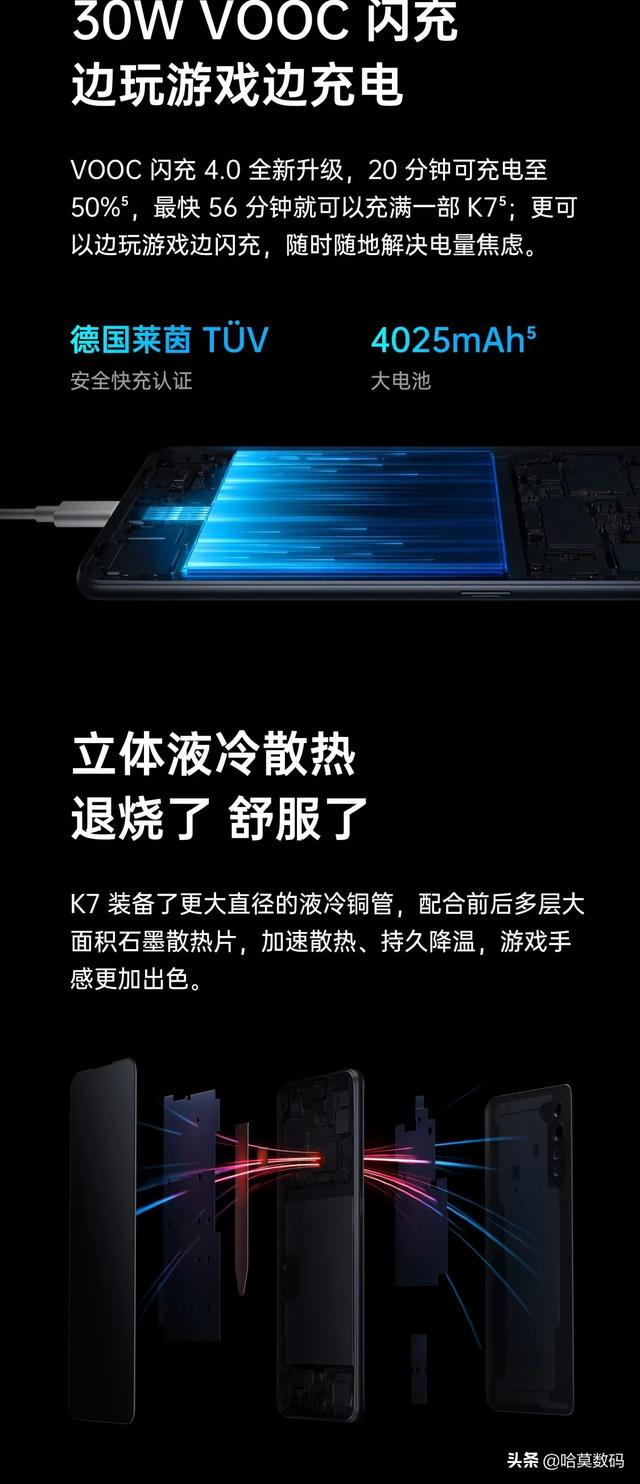 30W VOOC 闪充
边玩游戏边充电
VOOC 闪充 4.0 全新升级，20 分钟可充电至
50%⁵，最快 56 分钟就可以充满一部 K7⁵；更可
以边玩游戏边闪充，随时随地解决电量焦虑。
德国莱茵 TÜV
4025mAh⁵
安全快充认证
大电池
立体液冷散热
退烧了 舒服了
K7 装备了更大直径的液冷铜管，配合前后多层大
面积石墨散热片，加速散热、持久降温，游戏手
感更加出色。
头条 @哈莫数码